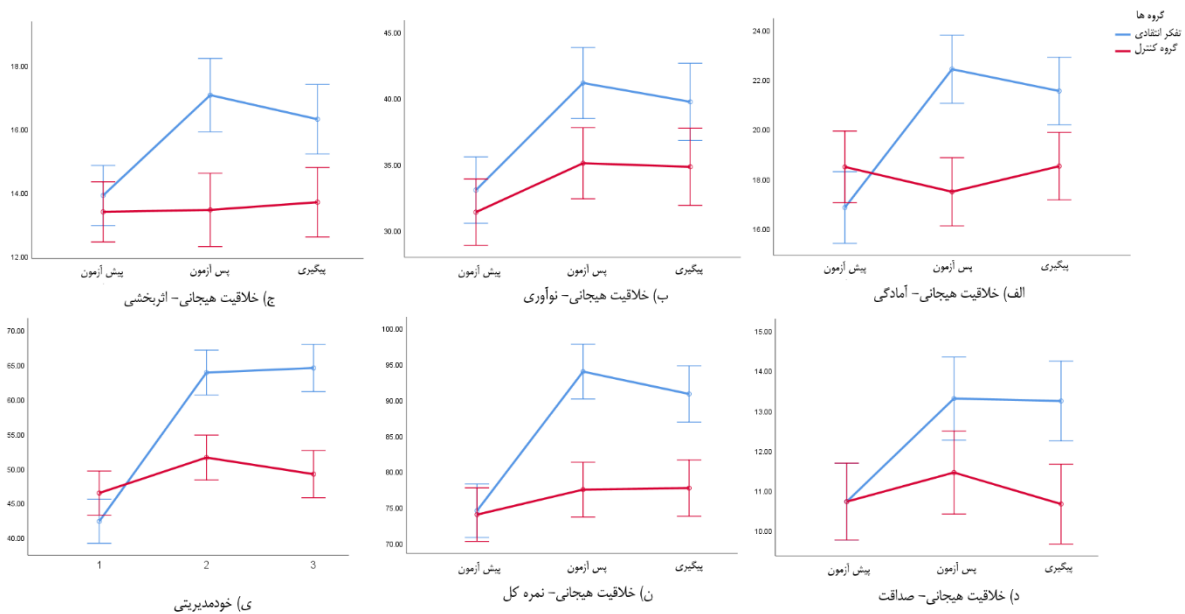 گروه ها
تفکر انتقادی
گروه کنترل
24.00
22.00
20.00
18.00
16.00
پیش آزمون پس آزمون پیگیری
الف) خلاقیت هیجانی- آمادگی
45.00
40.00
35.00
30.00
پیش آزمون پس آزمون پیگیری
ب) خلاقیت هیجانی- نوآوری
18.00
16.00
14.00
12.00
پیش آزمون پس آزمون پیگیری
ج) خلاقیت هیجانی- اثربخشی
15.00
14.00
13.00
12.00
11.00
10.00
پیش آزمون پس آزمون پیگیری
د) خلاقیت هیجانی- صداقت
100.00
95.00
90.00
85.00
80.00
75.00
70.00
پیش آزمون پس آزمون پیگیری
ن) خلاقیت هیجانی- نمره کل
70.00
65.00
60.00
55.00
50.00
45.00
40.00
1 2 3
ی) خودمدیریتی